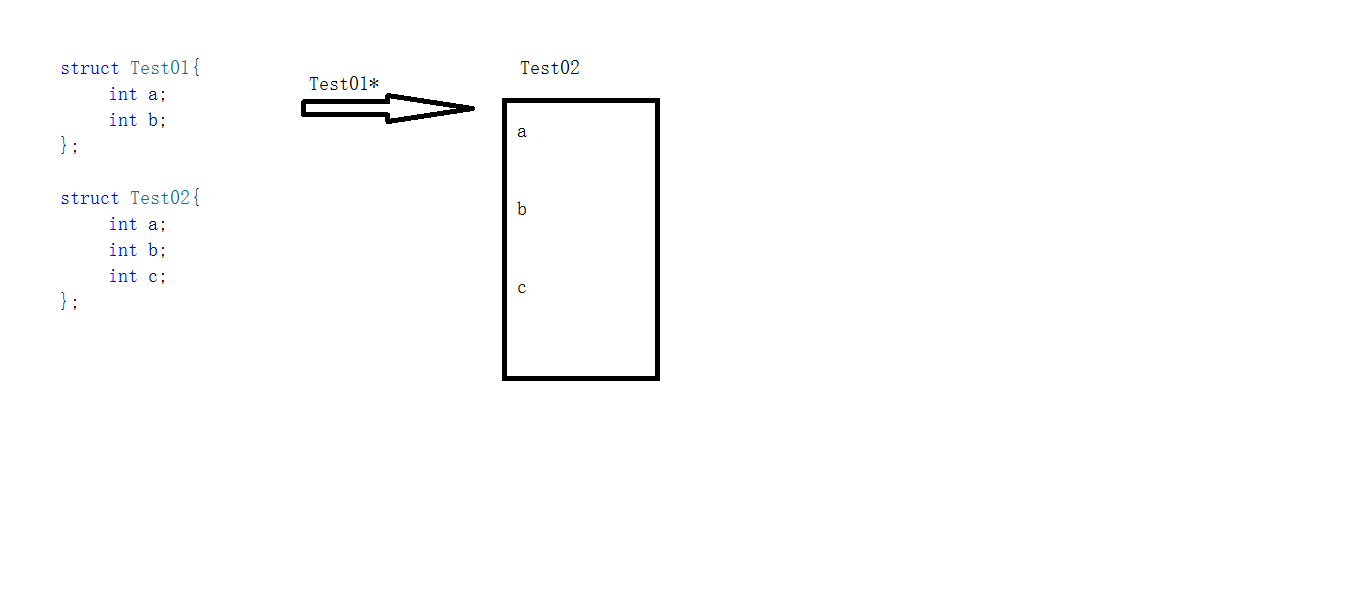 struct Test01{
int a;
int b;
};
struct Test02{
int a;
int b;
int c;
};
Test01*
Test02
a
b
c